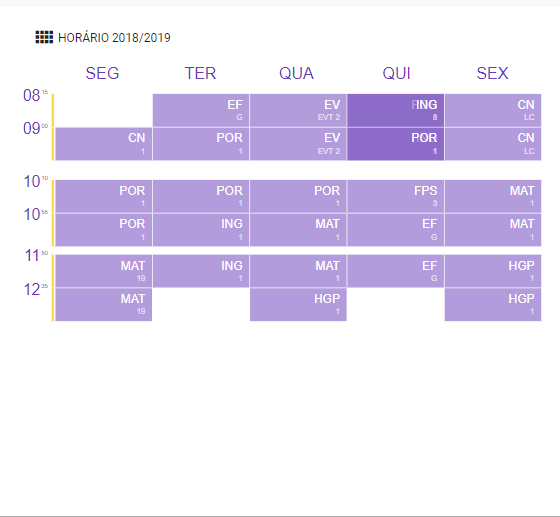 HORÁRIO 2018/2019
SEG TER QUA QUI SEX
08 15 EF EV ING CN
G EVT 2 8 LC
09 00 CN POR EV POR CN
1 1 EVT 2 1 LC
10 10 POR POR POR FPS MAT
1 1 1 3 1
10 55 POR ING MAT EF MAT
1 1 1 G 1
11 50 MAT ING MAT EF HGP
19 1 1 G 1
12 35 MAT HGP HGP
19 1 1